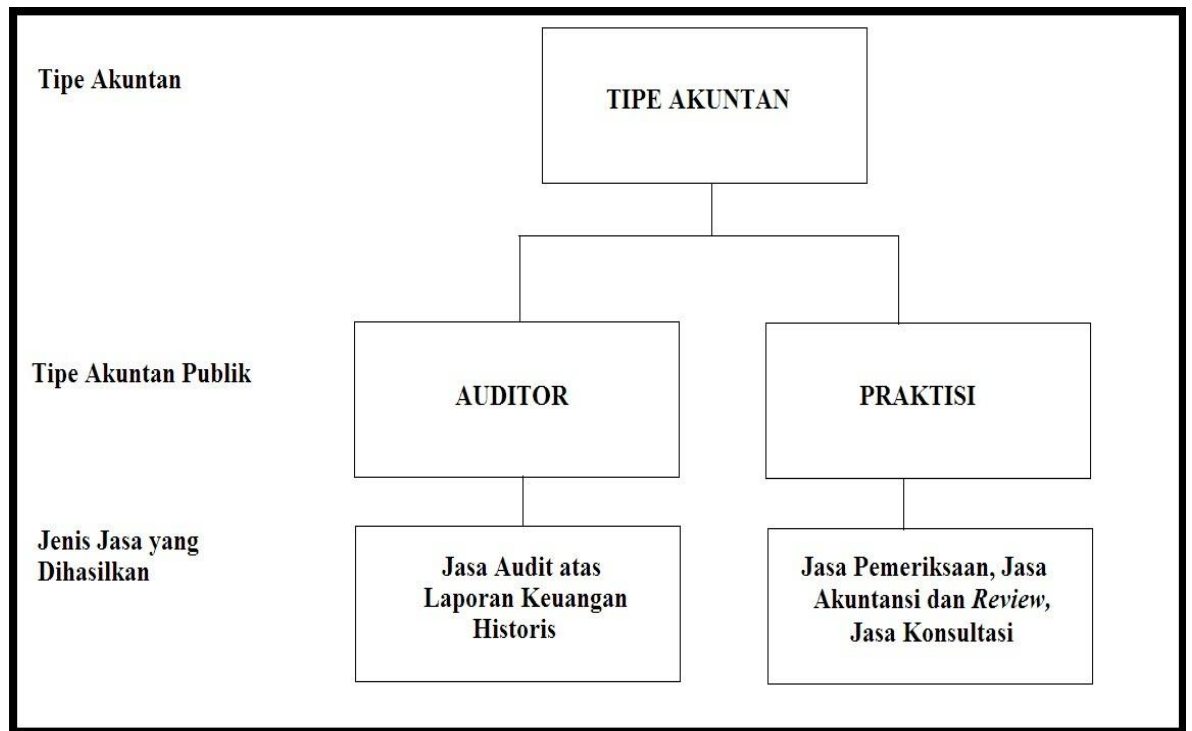 Tipe Akuntan
TIPE AKUNTAN
Tipe Akuntan Publik
AUDITOR
PRAKTISI
Jenis Jasa yang
Dihasilkan
Jasa Audit atas
Laporan Keuangan
Historis
Jasa Pemeriksaan, Jasa
Akuntansi dan Review,
Jasa Konsultasi